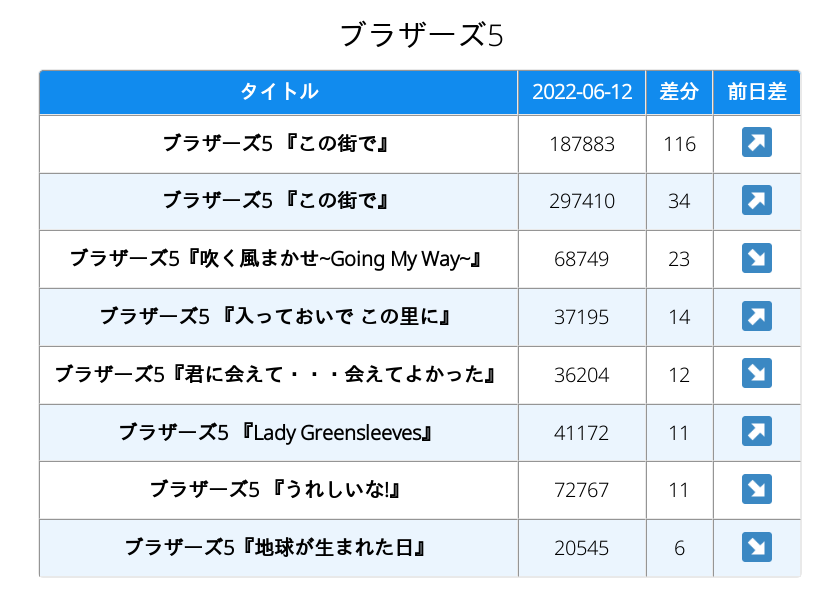 ブラザーズ5
タイトル 2022-06-12 差分 前日差
ブラザーズ5 『この街で』 187883 116 ↗
ブラザーズ5 『この街で』 297410 34 ↗
ブラザーズ5『吹く風まかせ~Going My Way~』 68749 23 ↘
ブラザーズ5 『入っておいで この里に』 37195 14 ↗
ブラザーズ5『君に会えて・・・会えてよかった』 36204 12 ↘
ブラザーズ5 『Lady Greensleeves』 41172 11 ↗
ブラザーズ5 『うれしいな!』 72767 11 ↘
ブラザーズ5『地球が生まれた日』 20545 6 ↘